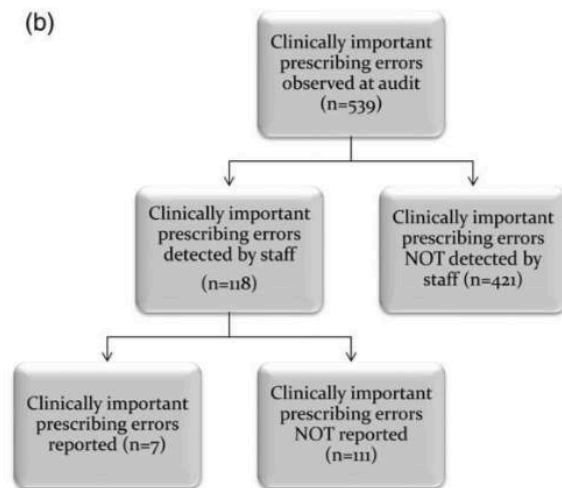 (b)
Clinically important
prescribing errors
observed at audit
(n=539)
Clinically important
prescribing errors
detected by staff
(n=118)
Clinically important
prescribing errors
NOT detected by
staff (n=421)
Clinically important
prescribing errors
reported (n=7)
Clinically important
prescribing errors
NOT reported
(n=111)